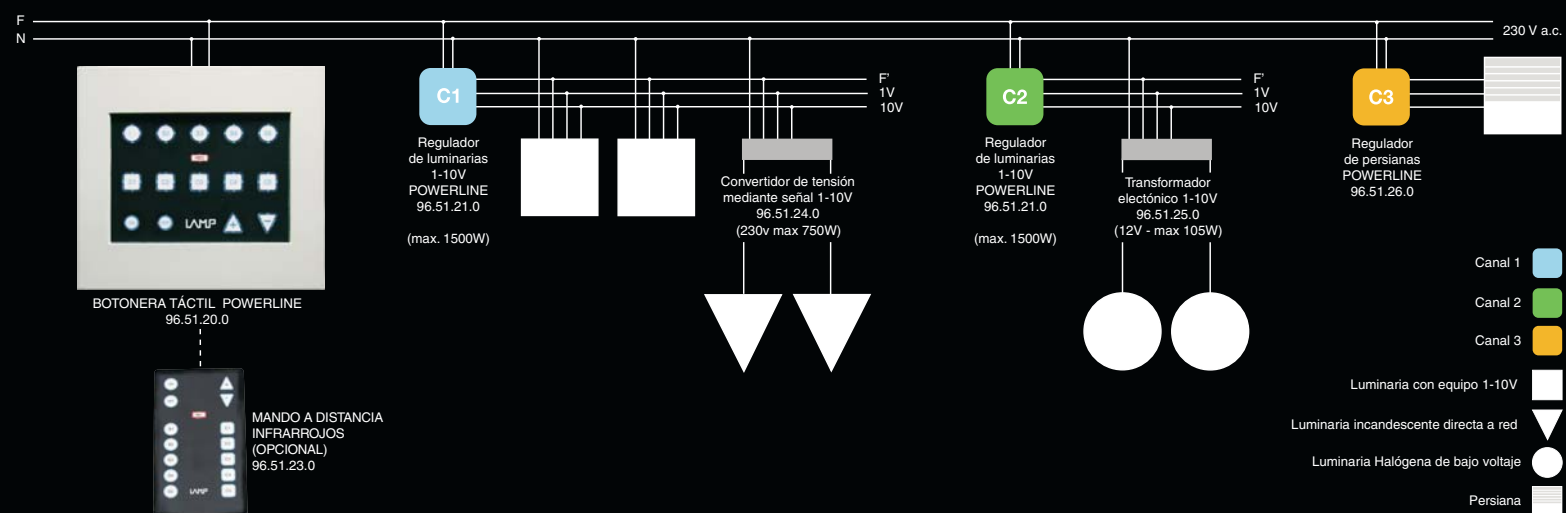 F
N
230 V a.c.
LAMP
BOTONERA TÁCTIL POWERLINE
96.51.20.0
MANDO A DISTANCIA
INFRARROJOS
(OPCIONAL)
96.51.23.0
LAMP
C1
F'
1V
10V
Regulador
de luminarias
1-10V
POWERLINE
96.51.21.0
(max. 1500W)
Convertidor de tensión
mediante señal 1-10V
96.51.24.0
(230v max 750W)
C2
F'
1V
10V
Regulador
de luminarias
1-10V
POWERLINE
96.51.21.0
(max. 1500W)
Transformador
electónico 1-10V
96.51.25.0
(12V - max 105W)
C3
Regulador
de persianas
POWERLINE
96.51.26.0
Canal 1
Canal 2
Canal 3
Luminaria con equipo 1-10V
Luminaria incandescente directa a red
Luminaria Halógena de bajo voltaje
Persiana